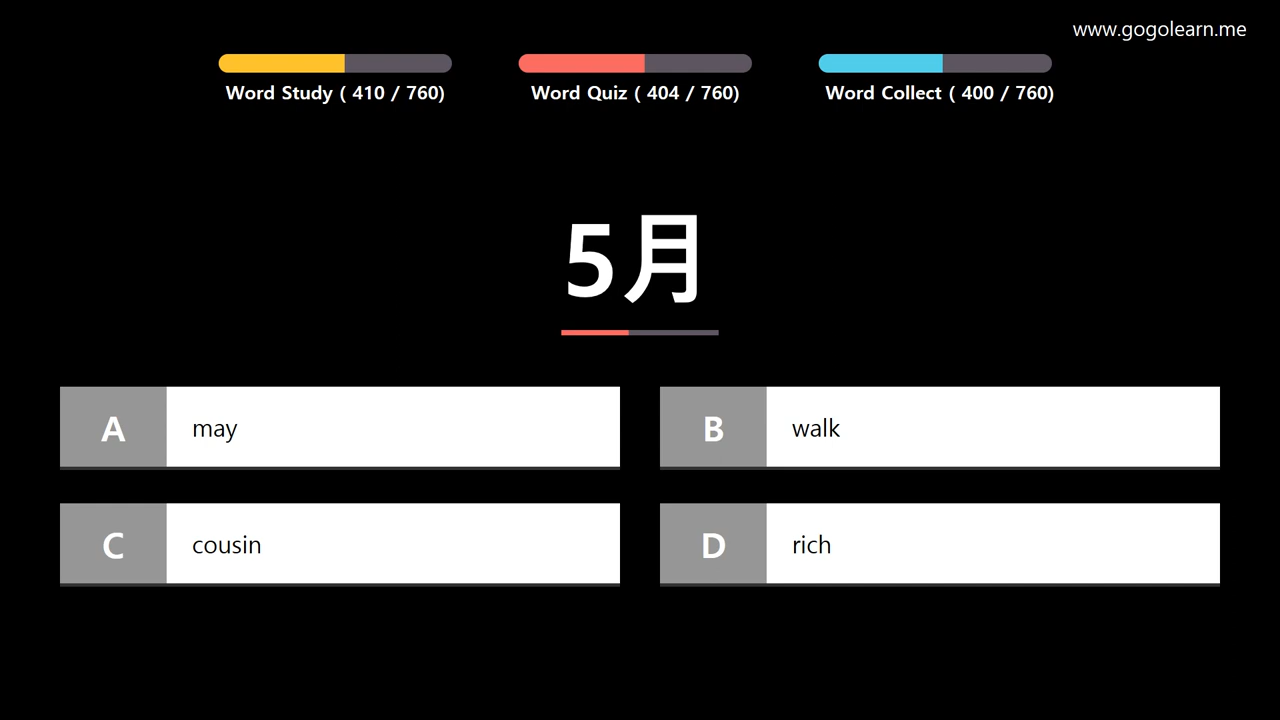 www.gogolearn.me
Word Study ( 410 / 760)
Word Quiz ( 404 / 760)
Word Collect ( 400 / 760)
5月
A may
B walk
C cousin
D rich